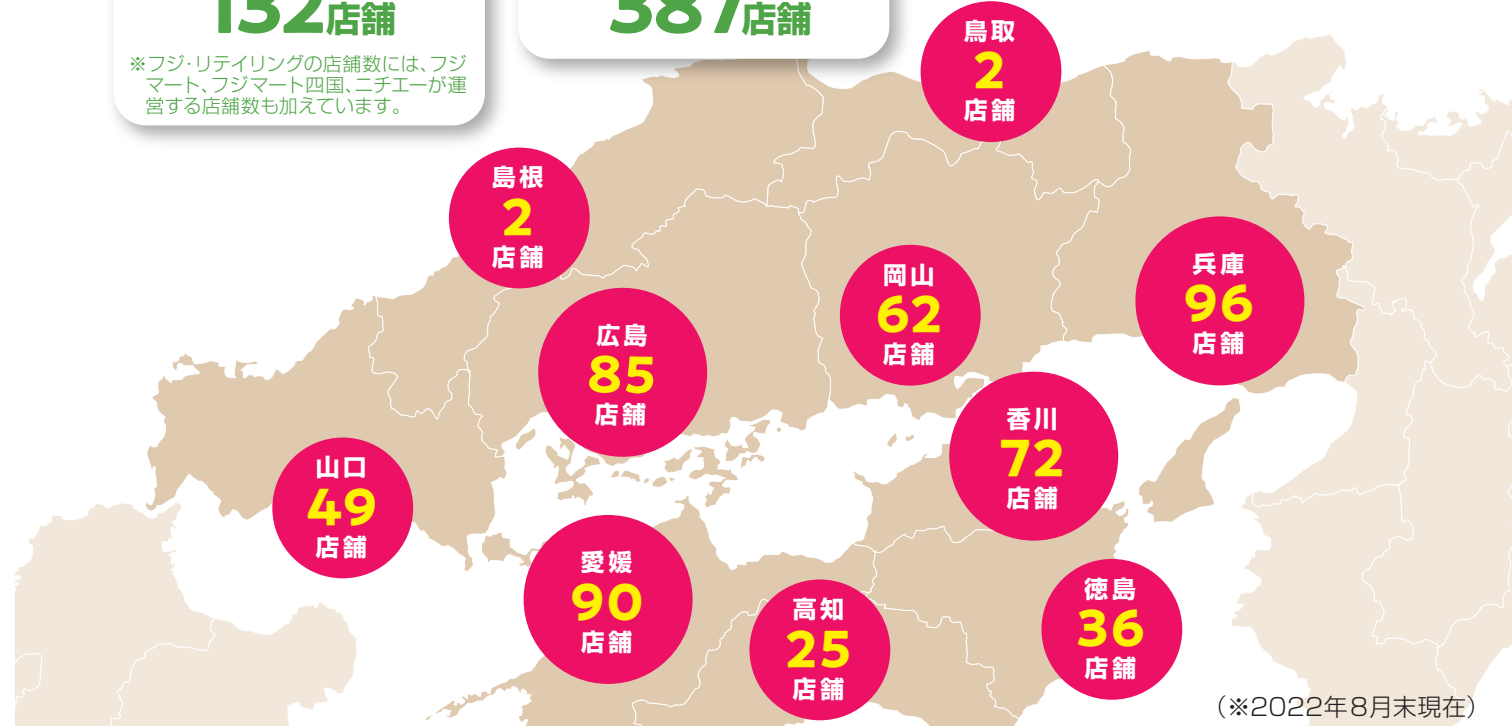 132店舗
※フジ・リテイリングの店舗数には、フジ
マート、フジマート四国、ニチエーが運
営する店舗数も加えています。
387店舗
鳥取
2
店舗
島根
2
店舗
岡山
62
店舗
兵庫
96
店舗
広島
85
店舗
香川
72
店舗
山口
49
店舗
愛媛
90
店舗
高知
25
店舗
徳島
36
店舗
(※2022年8月末現在)